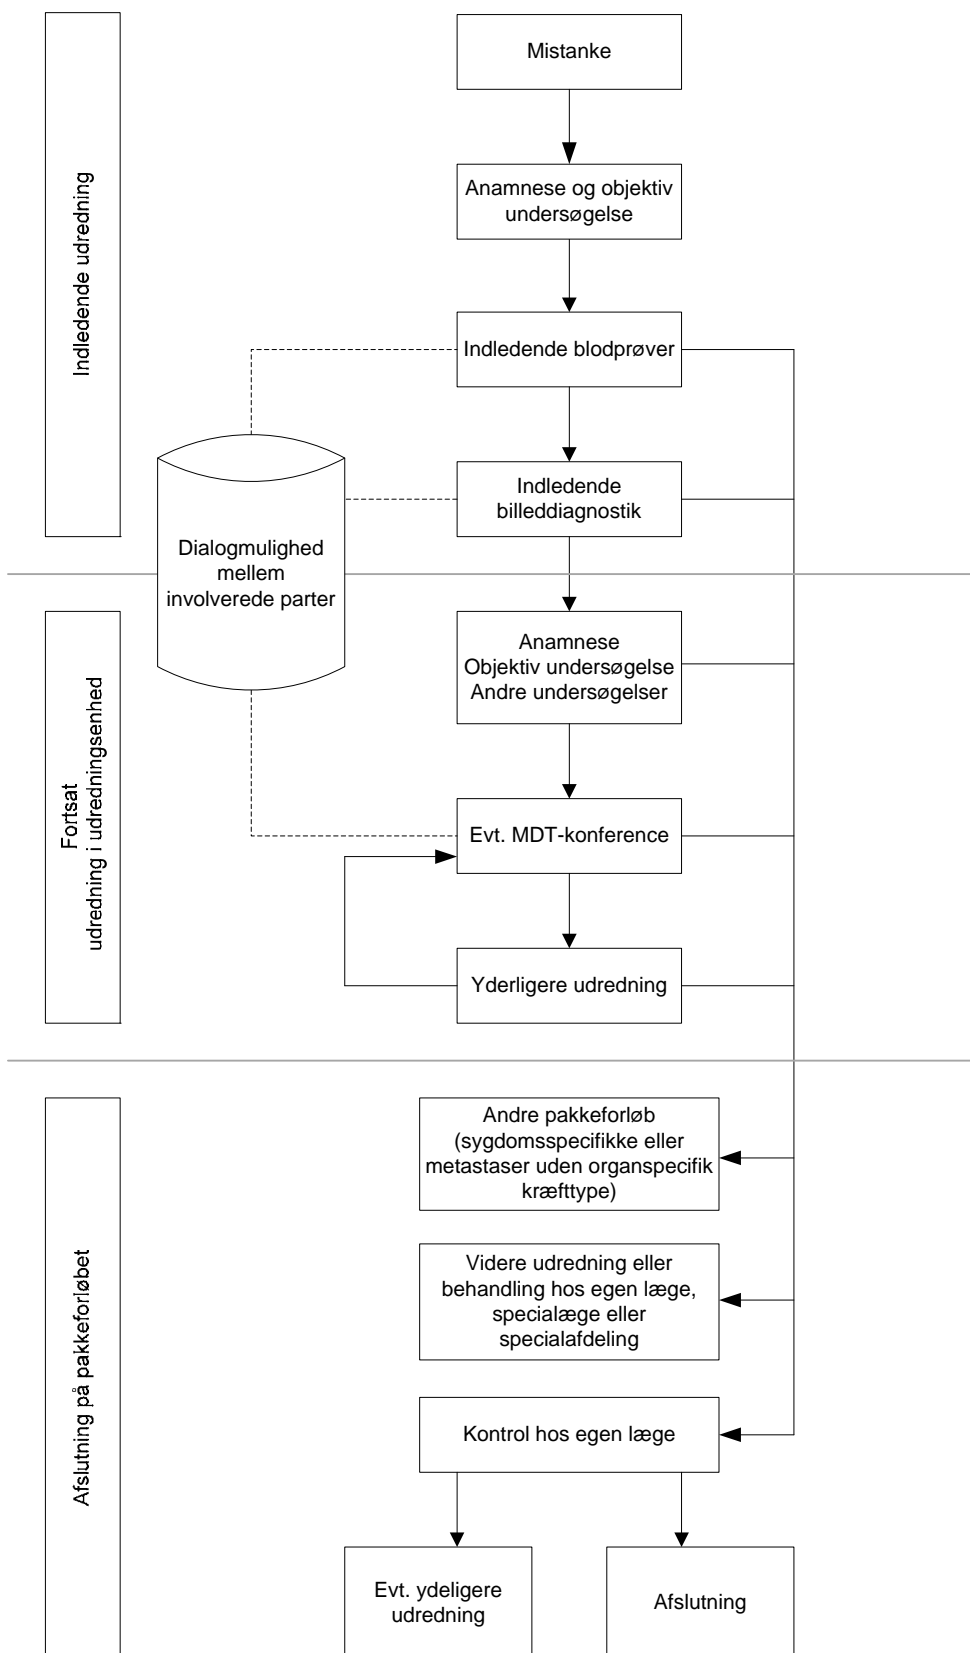 Indledende udredning
Mistanke
Anamnese og objektiv
undersøgelse
Indledende blodprøver
Indledende
billeddiagnostik
Dialogmulighed
mellem
involverede parter
Fortsat
udredning i udredningsenhed
Anamnese
Objektiv undersøgelse
Andre undersøgelser
Evt. MDT-konference
Yderligere udredning
Afslutning på pakkeforløbet
Andre pakkeforløb
(sygdomsspecifikke eller
metastaser uden organspecifik
kræfttype)
Videre udredning eller
behandling hos egen læge,
specialæge eller
specialafdeling
Kontrol hos egen læge
Evt. ydeligere
udredning
Afslutning